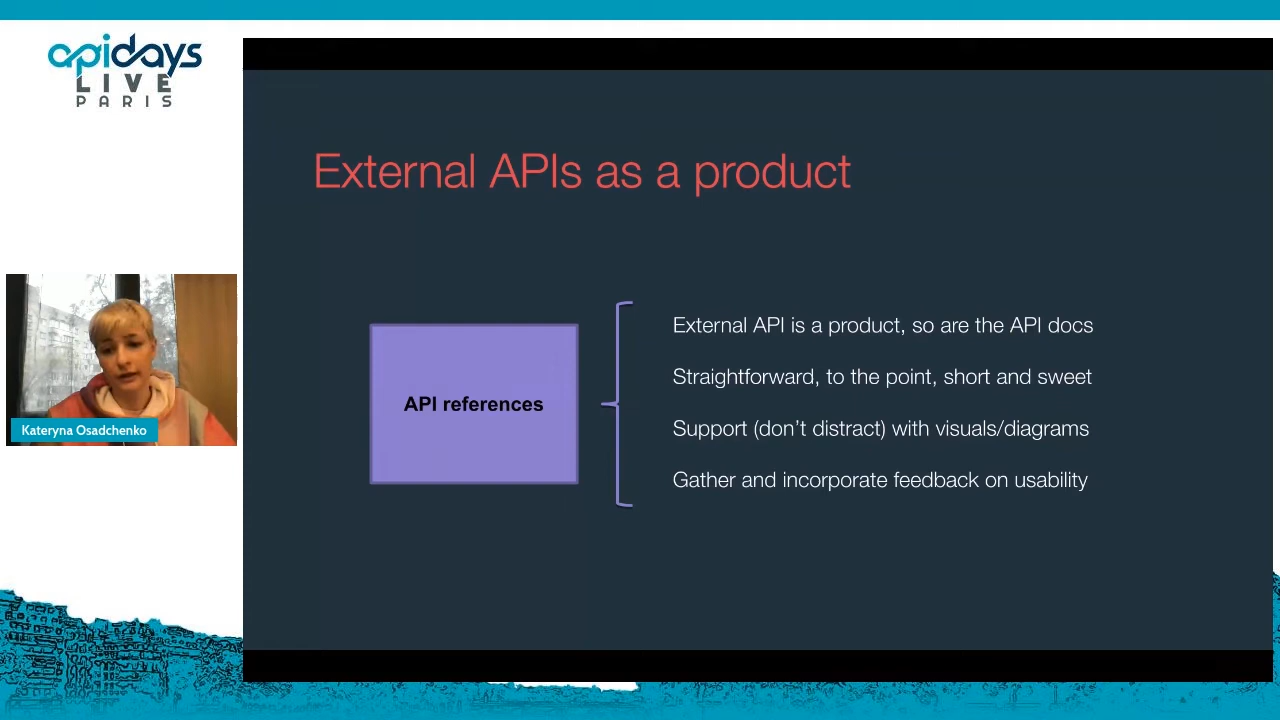 apidays
LIVE
PARIS
External APIs as a product
API references
External API is a product, so are the API docs
Straightforward, to the point, short and sweet
Support (don't distract) with visuals/diagrams
Gather and incorporate feedback on usability
Kateryna Osadchenko